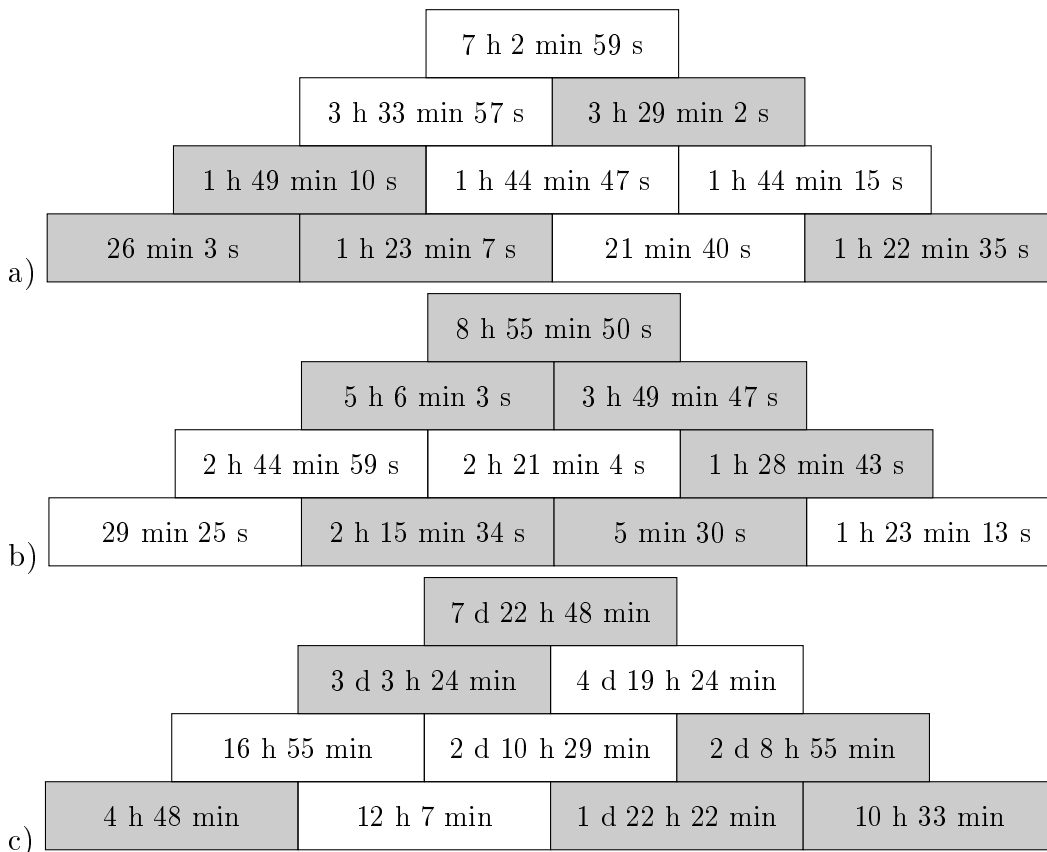 7 h 2 min 59 s
3 h 33 min 57 s 3 h 29 min 2 s
1 h 49 min 10 s 1 h 44 min 47 s 1 h 44 min 15 s
a) 26 min 3 s 1 h 23 min 7 s 21 min 40 s 1 h 22 min 35 s
8 h 55 min 50 s
5 h 6 min 3 s 3 h 49 min 47 s
2 h 44 min 59 s 2 h 21 min 4 s 1 h 28 min 43 s
b) 29 min 25 s 2 h 15 min 34 s 5 min 30 s 1 h 23 min 13 s
7 d 22 h 48 min
3 d 3 h 24 min 4 d 19 h 24 min
16 h 55 min 2 d 10 h 29 min 2 d 8 h 55 min
c) 4 h 48 min 12 h 7 min 1 d 22 h 22 min 10 h 33 min